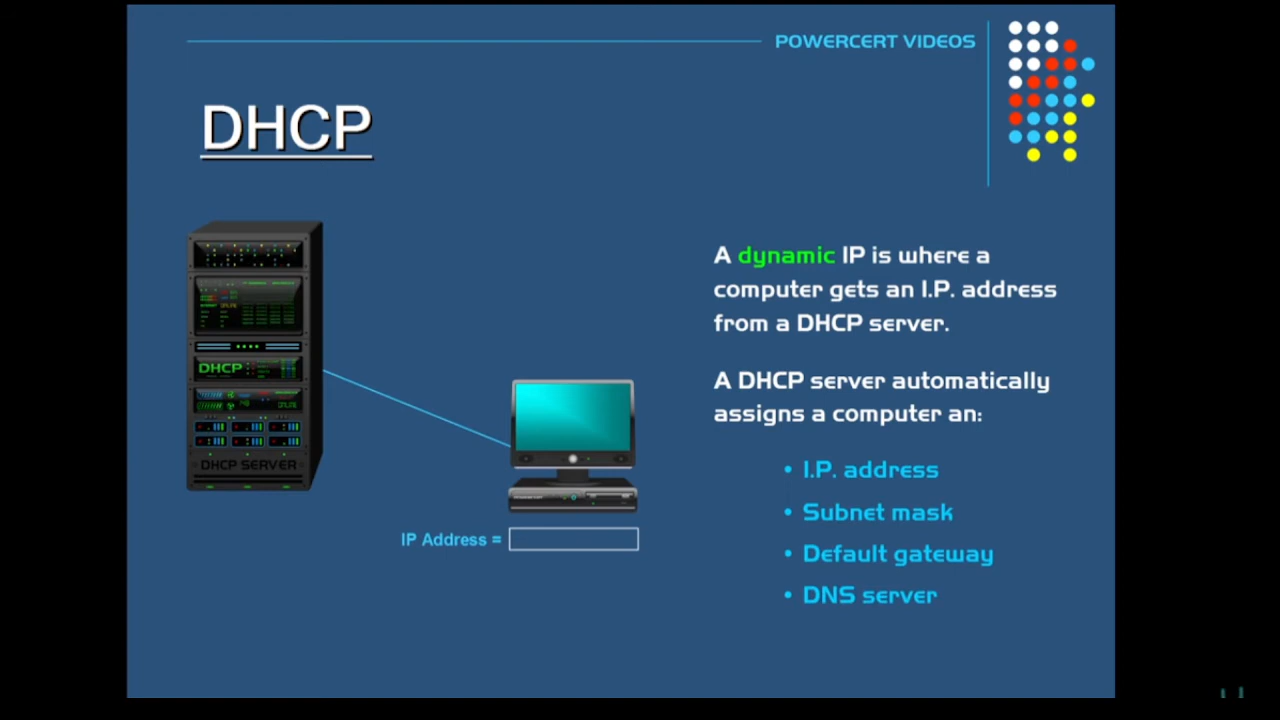 POWERCERT VIDEOS
DHCP
A dynamic IP is where a
computer gets an I.P. address
from a DHCP server.
A DHCP server automatically
assigns a computer an:
• I.P. address
• Subnet mask
• Default gateway
• DNS server
DHCP
DHCP SERVER
IP Address =